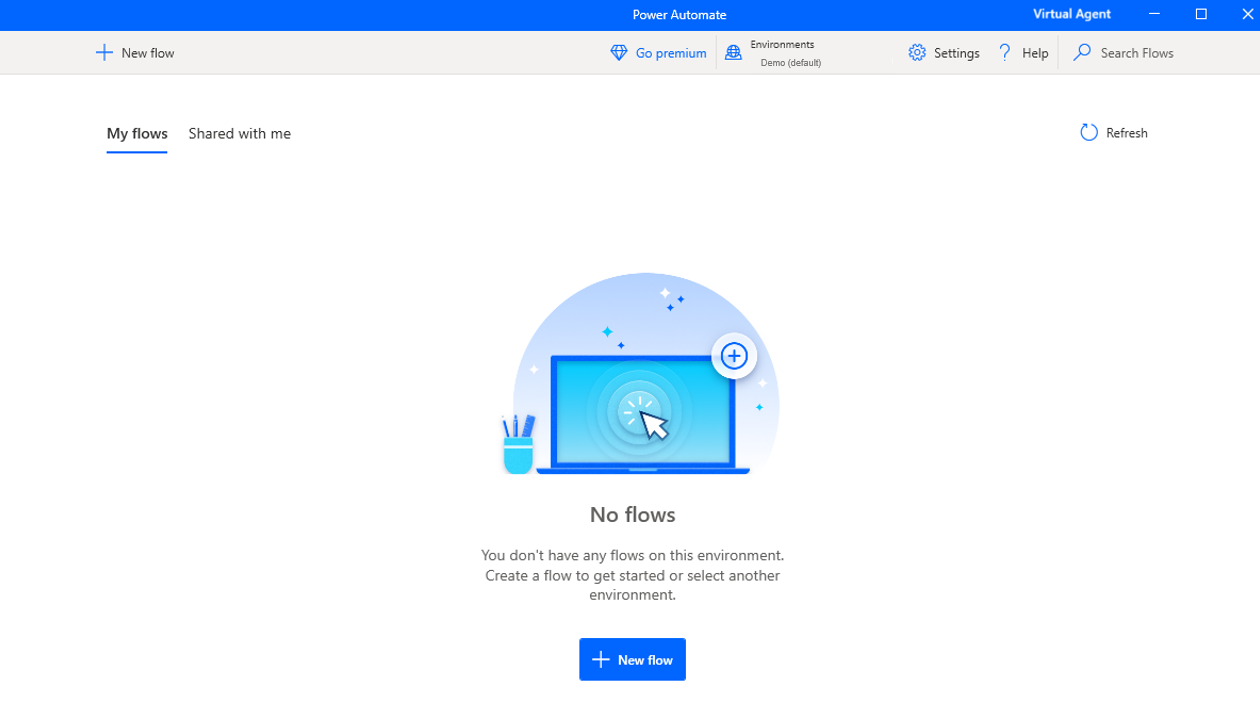 Power Automate
Virtual Agent
New flow
Go premium
Environments
Demo (default)
Settings
? Help
Search Flows
My flows
Shared with me
Refresh
No flows
You don't have any flows on this environment.
Create a flow to get started or select another
environment.
New flow